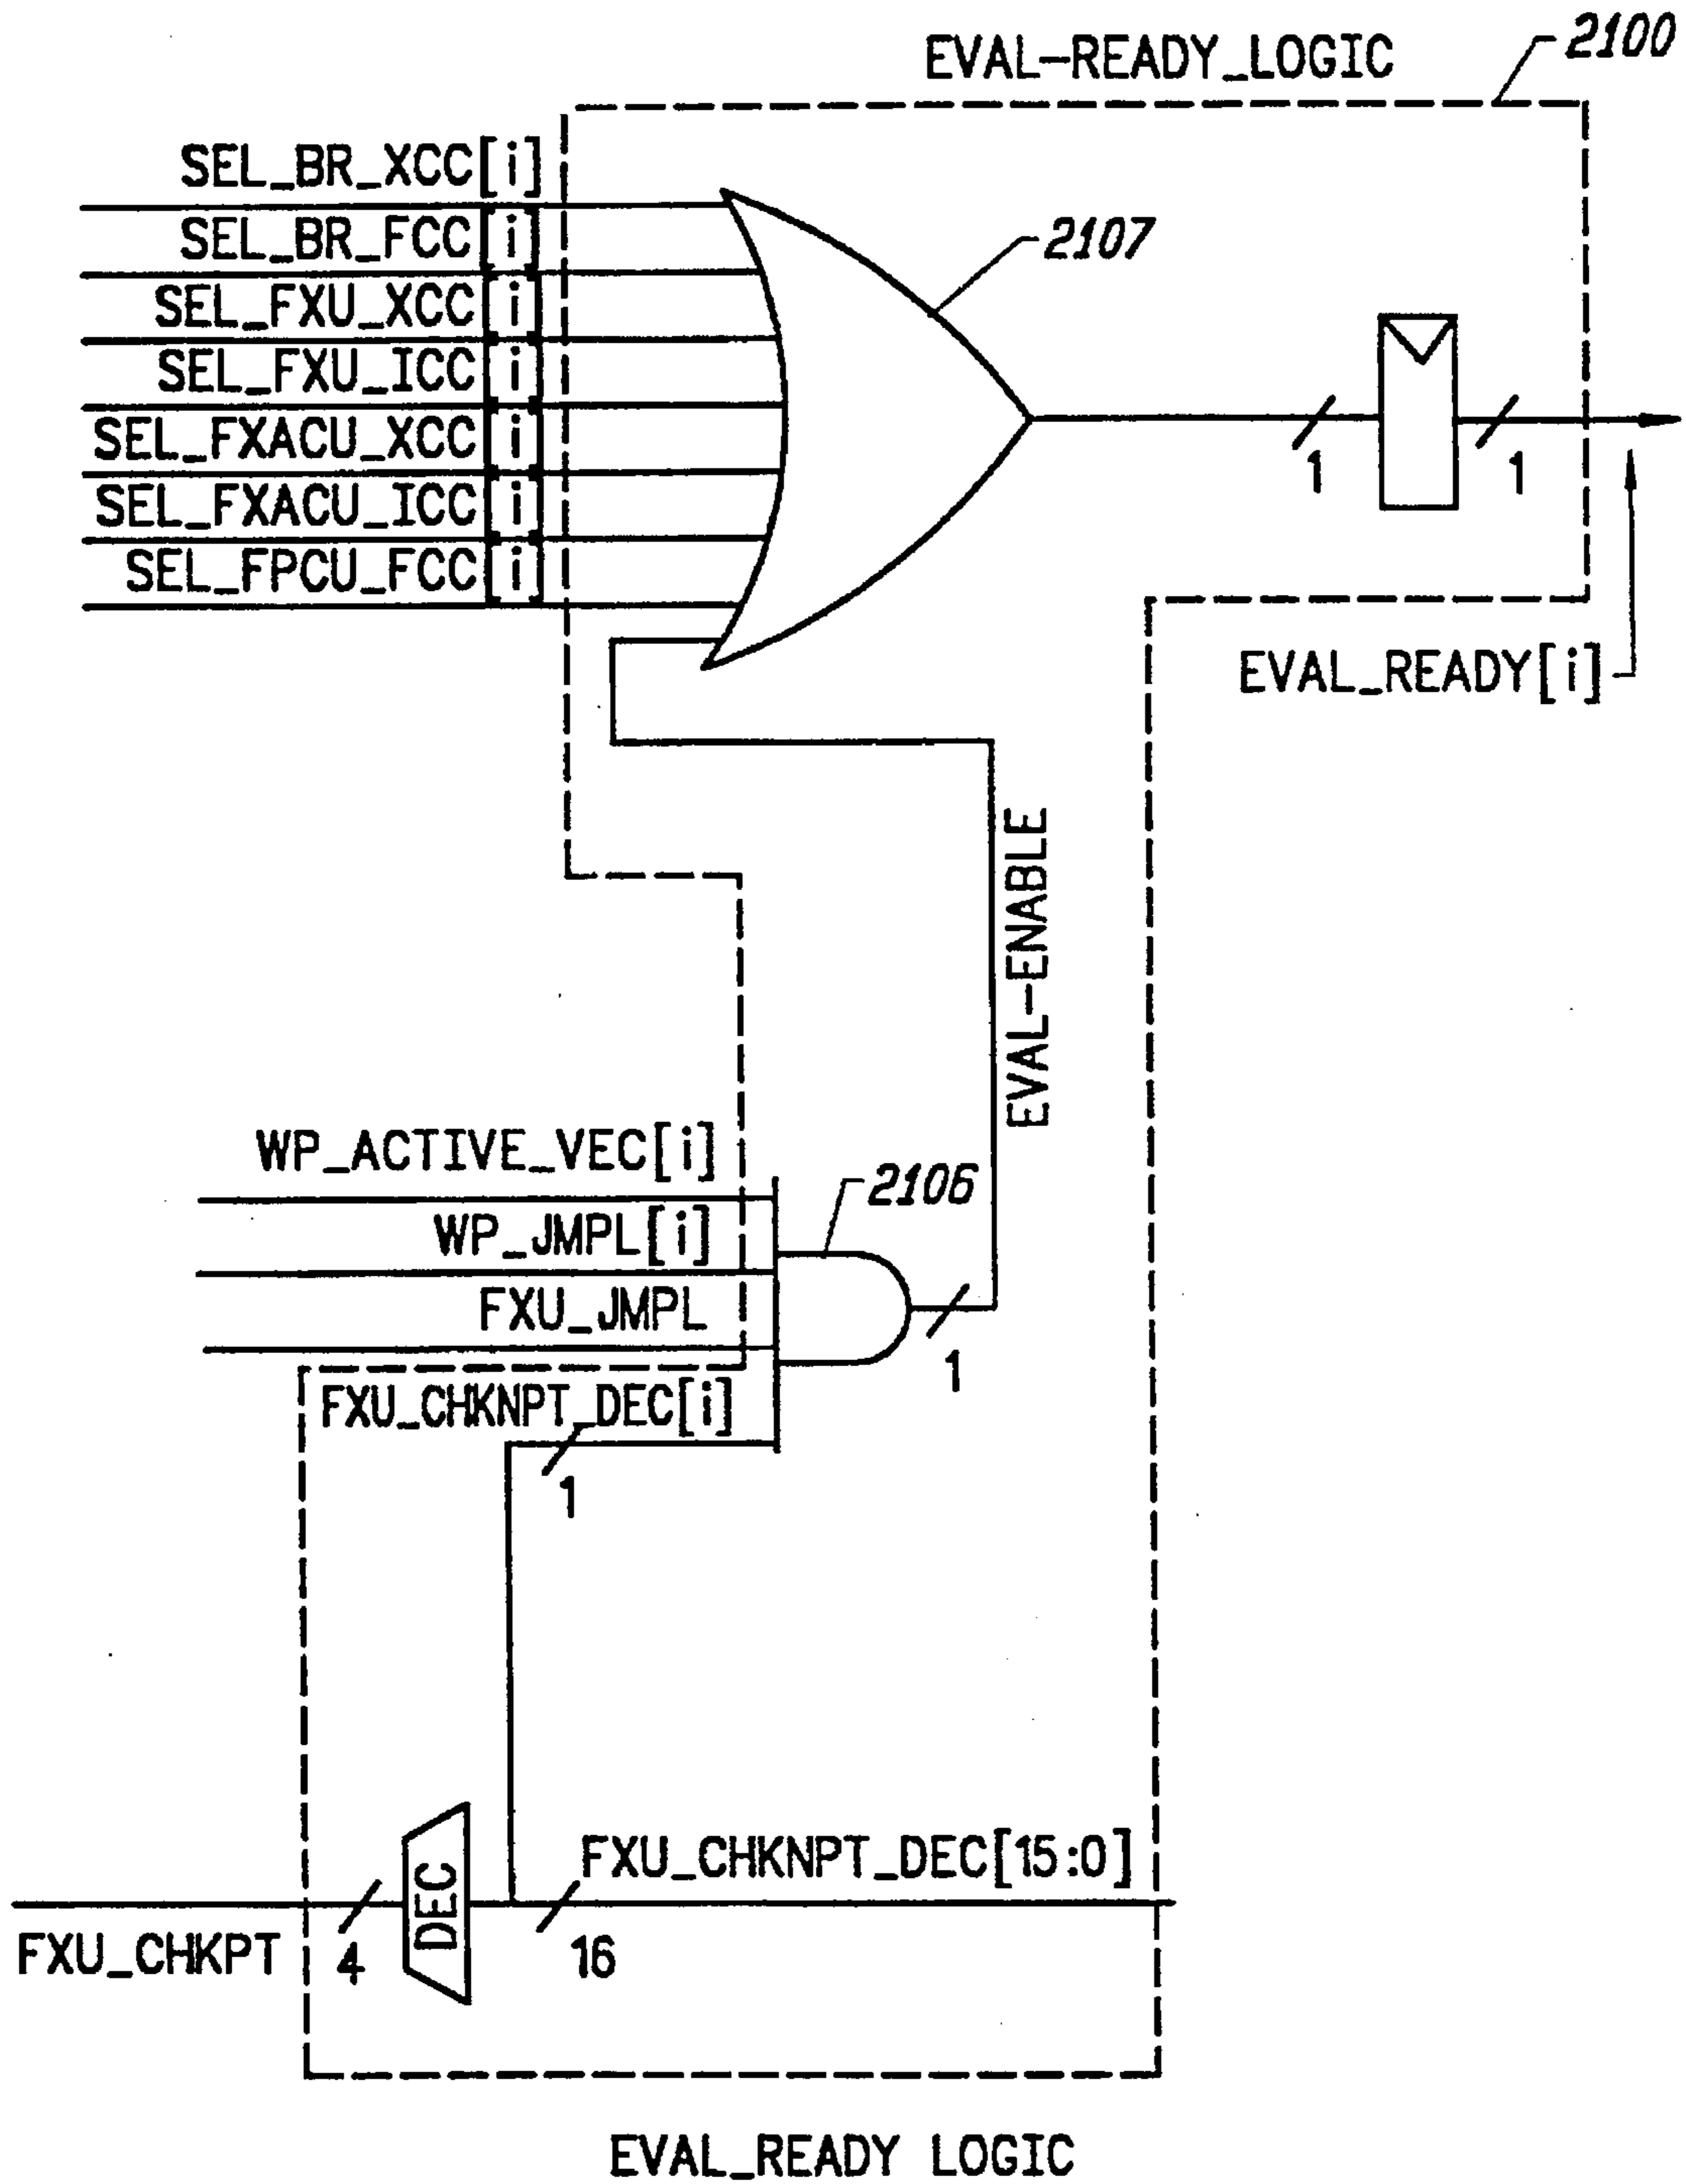 EVAL-READY_LOGIC
2100
SEL_BR_XCC[i]
SEL_BR_FCC[i]
2107
SEL_FXU_XCC[i]
SEL_FXU_ICC[i]
SEL_FXACU_XCC[i]
1
1
SEL_FXACU_ICC[i]
SEL_FPCU_FCC[i]
EVAL_READY[i]
EVAL-ENABLE
WP_ACTIVE_VEC[i]
2106
WP_JMPL[i]
FXU_JMPL
1
FXU_CHKNPT_DEC[i]
1
DEC
FXU_CHKNPT_DEC[15:0]
FXU_CHKPT
4
16
EVAL_READY LOGIC